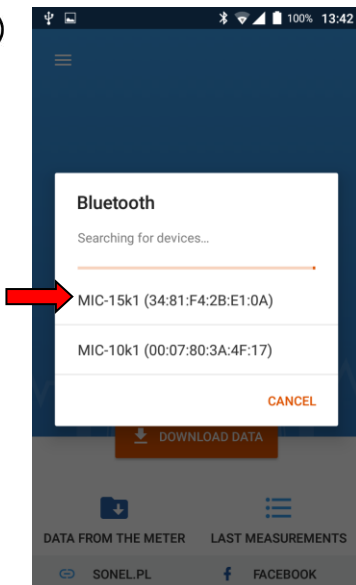 )
100% 13:42
Bluetooth
Searching for devices...
MIC-15k1 (34:81:F4:2B:E1:0A)
MIC-10k1 (00:07:80:3A:4F:17)
CANCEL
DOWNLOAD DATA
DATA FROM THE METER LAST MEASUREMENTS
SONEL.PL FACEBOOK